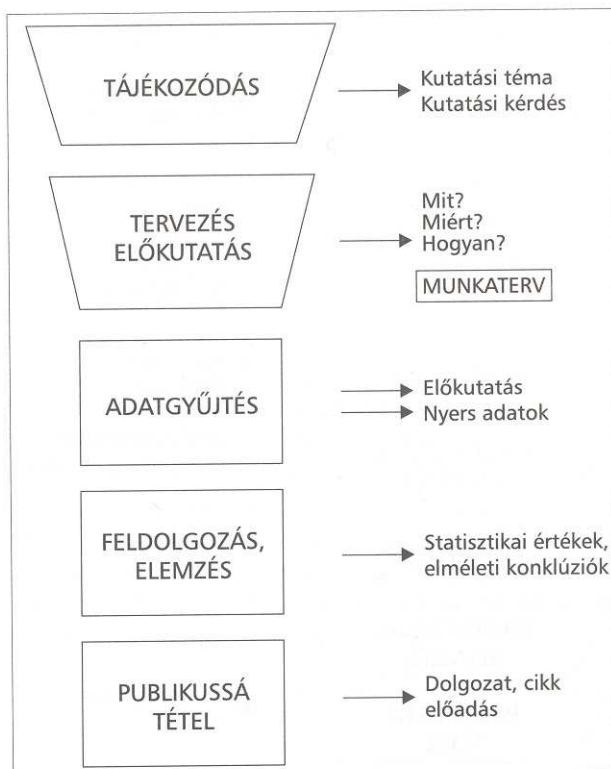 TÁJÉKOZÓDÁS
Kutatási téma
Kutatási kérdés
TERVEZÉS
ELŐKUTATÁS
Mit?
Miért?
Hogyan?
MUNKATERV
ADATGYŰJTÉS
Előkutatás
Nyers adatok
FELDOLGOZÁS,
ELEMZÉS
Statisztikai értékek,
elméleti konklúziók
PUBLIKUSSÁ
TÉTEL
Dolgozat, cikk
előadás